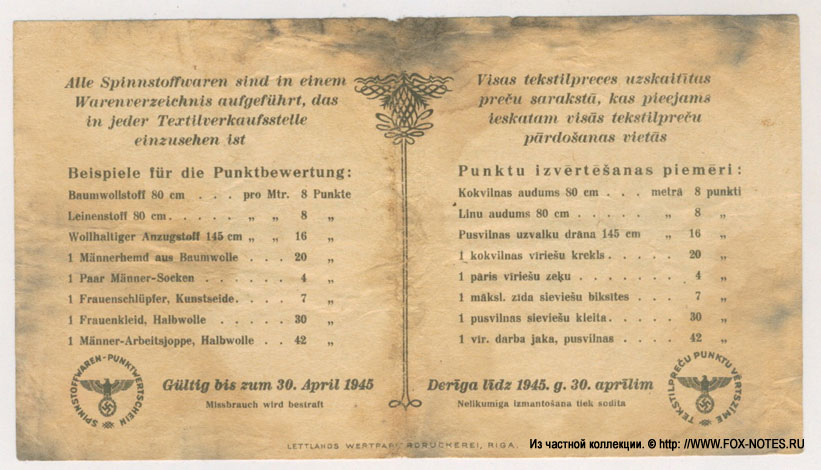 Alle Spinnstoffwaren sind in einem
Warenverzeichnis aufgeführt, das
in jeder Textilverkaufsstelle
einzusehen ist
Beispiele für die Punktbewertung:
Baumwollstoff 80 cm . . . pro Mtr. 8 Punkte
Leinenstoff 80 cm . . . . . „ „ 8 „
Wollhaltiger Anzugstoff 145 cm „ „ 16 „
1 Männerhemd aus Baumwolle . . . 20 „
1 Paar Männer-Socken . . . . . 4 „
1 Frauenschlüpfer, Kunstseide . . . . 7 „
1 Frauenkleid, Halbwolle . . . . . 30 „
1 Männer-Arbeitsjoppe, Halbwolle . . 42 „
SPINNSTOFFWAREN-PUNKTWERTSCHEIN
Gültig bis zum 30. April 1945
Missbrauch wird bestraft
Visas tekstilpreces uzskaitītas
preču sarakstā, kas pieejams
ieskatam visās tekstilpreču
pārdošanas vietās
Punktu izvērtēšanas piemēri:
Kokvilnas audums 80 cm . . . metrā 8 punkti
Linu audums 80 cm . . . . . „ 8 „
Pusvilnas uzvalku drāna 145 cm „ 16 „
1 kokvilnas vīriešu krekls . . . . 20 „
1 pāris vīriešu zeķu . . . . . 4 „
1 māksl. zīda sieviešu biksītes . . . 7 „
1 pusvilnas sieviešu kleita . . . . 30 „
1 vīr. darba jaka, pusvilnas . . . 42 „
Derīga līdz 1945. g. 30. aprīlim
Nelikumīga izmantošana tiek sodīta
TEKSTILPREČU PUNKTU VĒRTSZĪME
LETTLANDS WERTPAPIERDRUCKEREI, RIGA.
Из частной коллекции. © http: //WWW.FOX-NOTES.RU